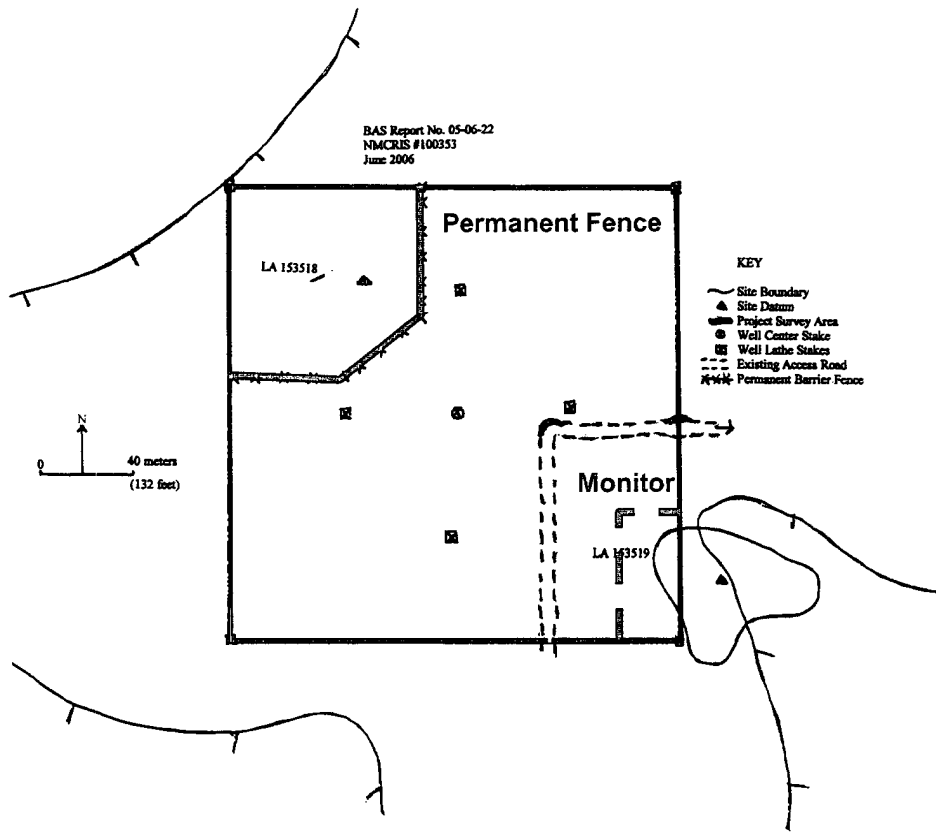 BAS Report No. 05-06-22
NMCRIS #100353
June 2006
Permanent Fence
LA 153518
KEY
Site Boundary
Site Datum
Project Survey Area
Well Center Stake
Well Lathe Stakes
Existing Access Road
Permanent Barrier Fence
N
0 40 meters
(132 feet)
Monitor
LA 153519